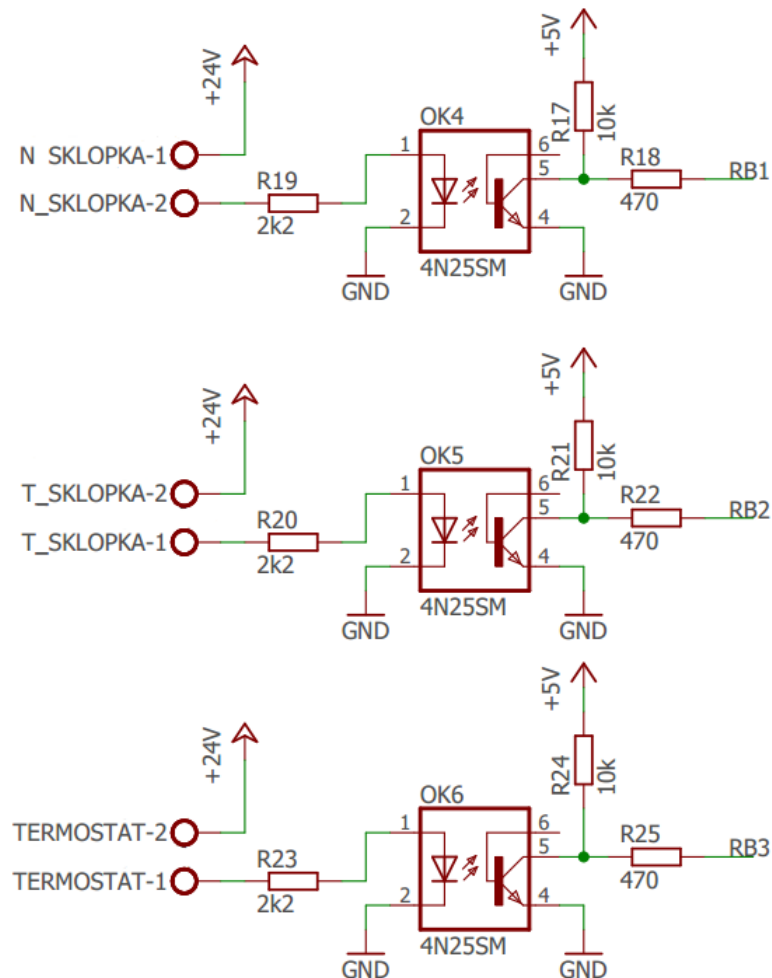 +24V
+5V
N SKLOPKA-1
N_SKLOPKA-2
R19
2k2
OK4
1
2
6
5
4
4N25SM
R17
10k
R18
470
RB1
GND
GND
+24V
+5V
T_SKLOPKA-2
T_SKLOPKA-1
R20
2k2
OK5
1
2
6
5
4
4N25SM
R21
10k
R22
470
RB2
GND
GND
+24V
+5V
TERMOSTAT-2
TERMOSTAT-1
R23
2k2
OK6
1
2
6
5
4
4N25SM
R24
10k
R25
470
RB3
GND
GND